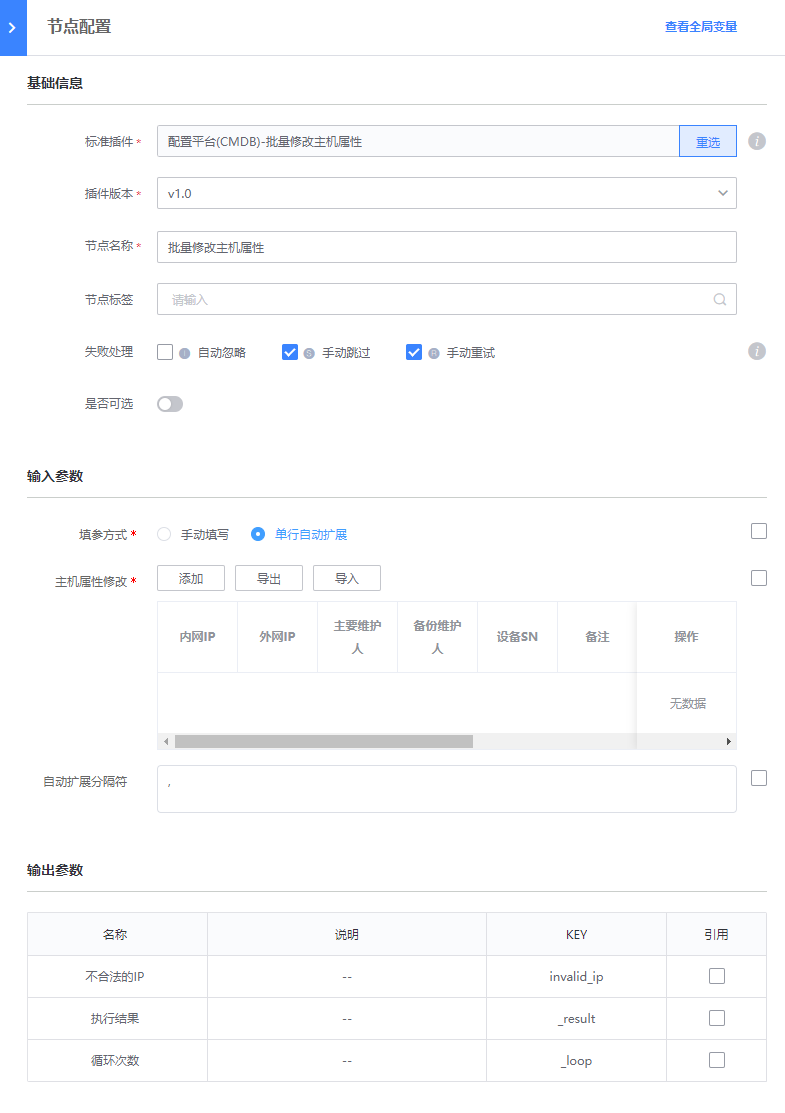 节点配置
查看全局变量
基础信息
标准插件 *
配置平台(CMDB)-批量修改主机属性
重选
插件版本 *
v1.0
节点名称 *
批量修改主机属性
节点标签
请输入
失败处理
自动忽略
手动跳过
手动重试
是否可选
输入参数
填参方式 *
手动填写
单行自动扩展
主机属性修改 *
添加
导出
导入
内网IP
外网IP
主要维护
人
备份维护
人
设备SN
备注
操作
无数据
自动扩展分隔符
,
输出参数
名称
说明
KEY
引用
不合法的IP
--
invalid_ip
执行结果
--
_result
循环次数
--
_loop